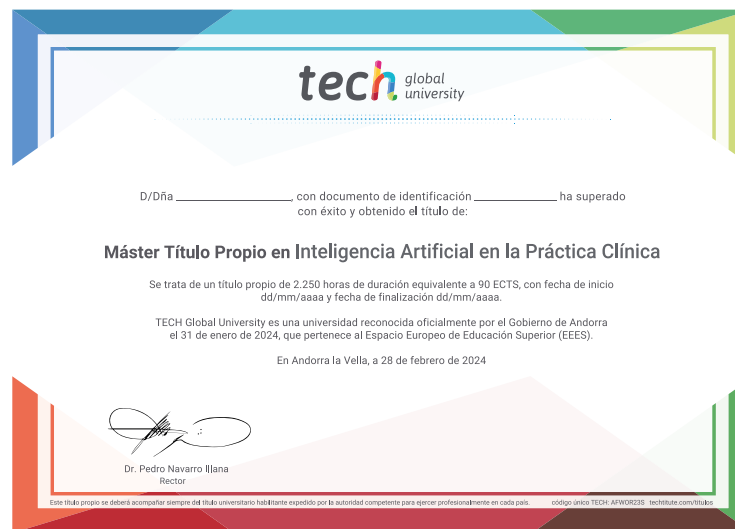 tech global university
D/Dña ______________, con documento de identificación __________ ha superado
con éxito y obtenido el título de:
Máster Título Propio en Inteligencia Artificial en la Práctica Clínica
Se trata de un título propio de 2.250 horas de duración equivalente a 90 ECTS, con fecha de inicio
dd/mm/aaaa y fecha de finalización dd/mm/aaaa.
TECH Global University es una universidad reconocida oficialmente por el Gobierno de Andorra
el 31 de enero de 2024, que pertenece al Espacio Europeo de Educación Superior (EEES).
En Andorra la Vella, a 28 de febrero de 2024
Dr. Pedro Navarro Illana
Rector
Este título propio se deberá acompañar siempre del título universitario habilitante expedido por la autoridad competente para ejercer profesionalmente en cada país. código único TECH: AFWOR23S techtitute.com/títulos